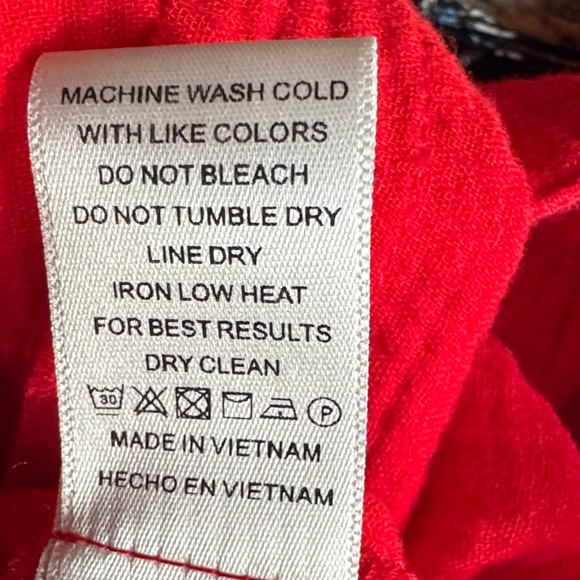 MACHINE WASH COLD
WITH LIKE COLORS
DO NOT BLEACH
DO NOT TUMBLE DRY
LINE DRY
IRON LOW HEAT
FOR BEST RESULTS
DRY CLEAN
30 P
MADE IN VIETNAM
HECHO EN VIETNAM